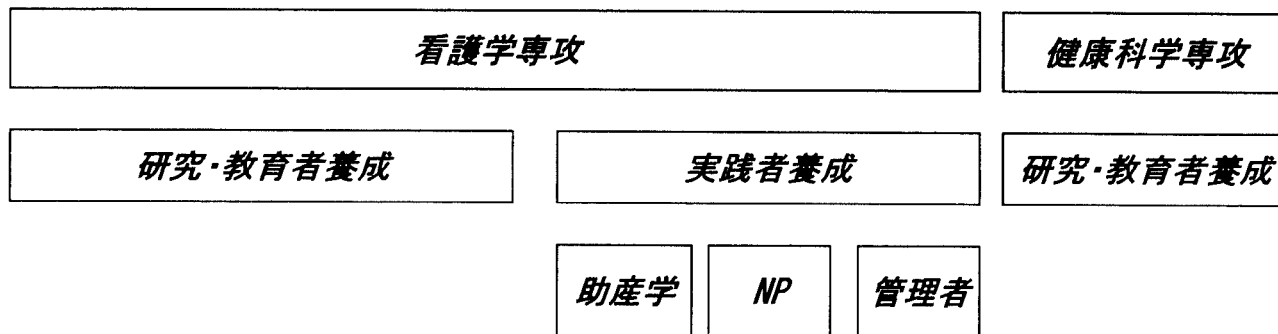 看護学専攻
健康科学専攻
研究・教育者養成
実践者養成
研究・教育者養成
助産学
NP
管理者